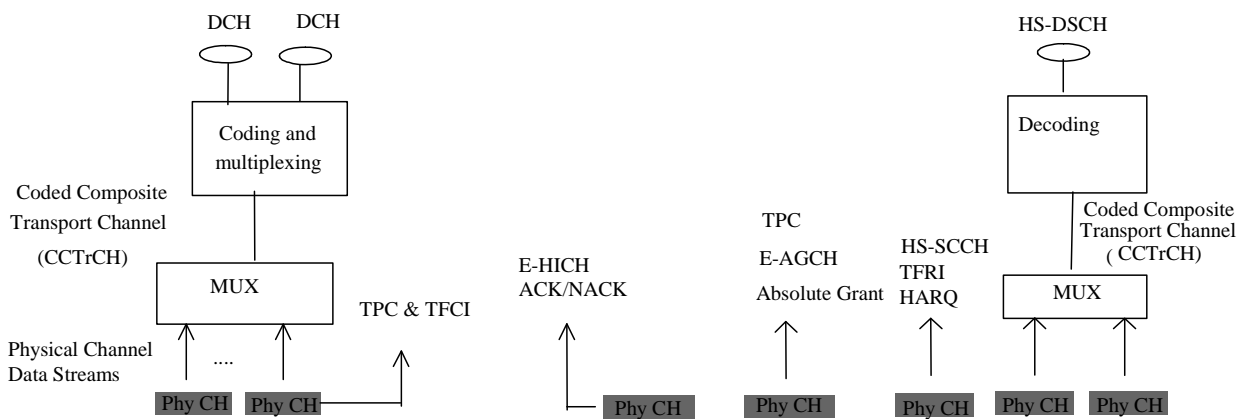 DCH
DCH
Coding and
multiplexing
Coded Composite
Transport Channel
(CCTrCH)
MUX
TPC & TFCI
Physical Channel
Data Streams
....
Phy CH
Phy CH
E-HICH
ACK/NACK
Phy CH
TPC
E-AGCH
Absolute Grant
Phy CH
HS-SCCH
TFRI
HARQ
Phy CH
HS-DSCH
Decoding
Coded Composite
Transport Channel
( CCTrCH)
MUX
Phy CH
Phy CH